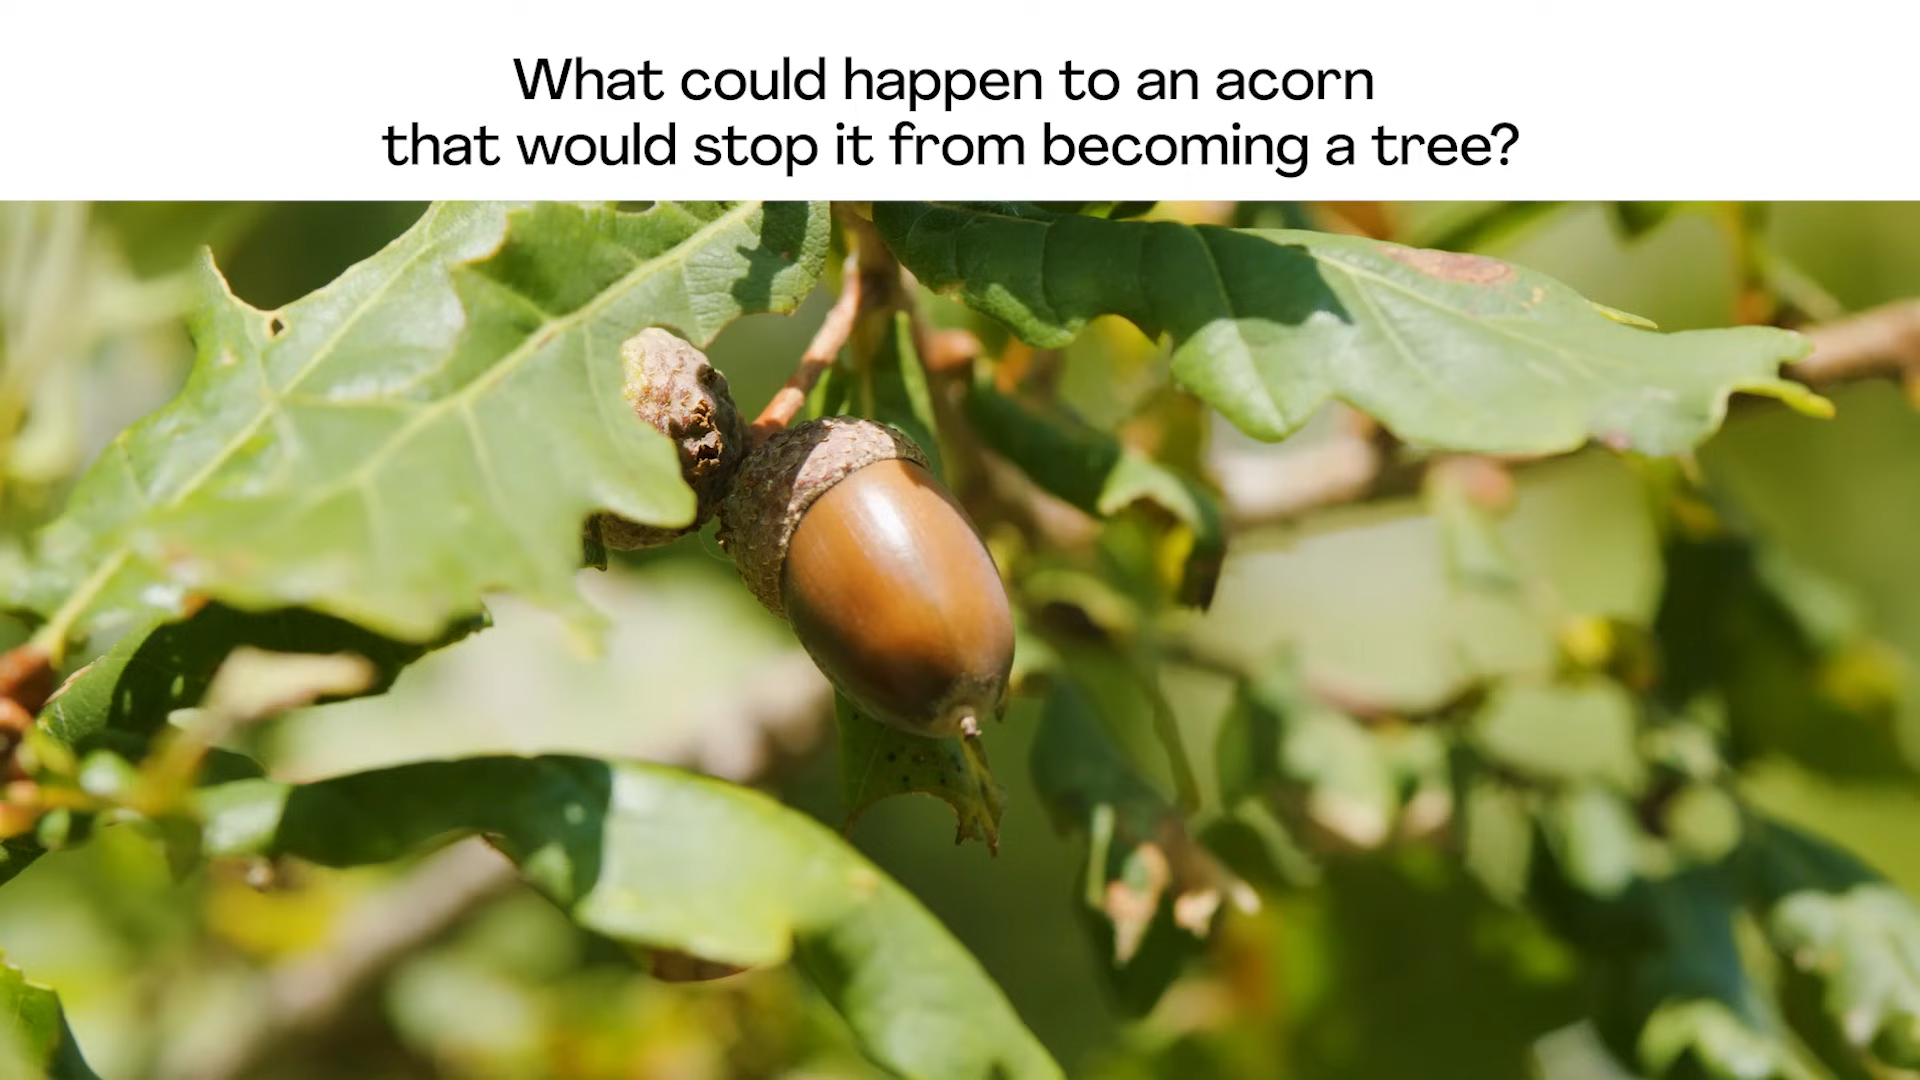 What could happen to an acorn
that would stop it from becoming a tree?